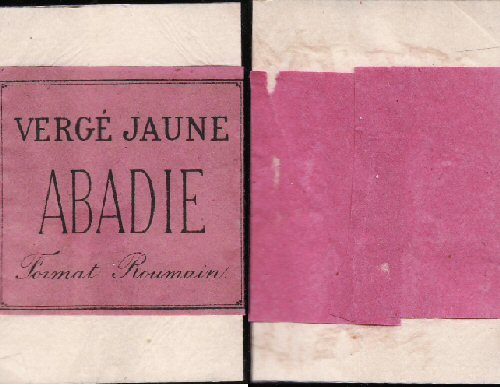 VERGÉ JAUNE
ABADIE
Format Roumain